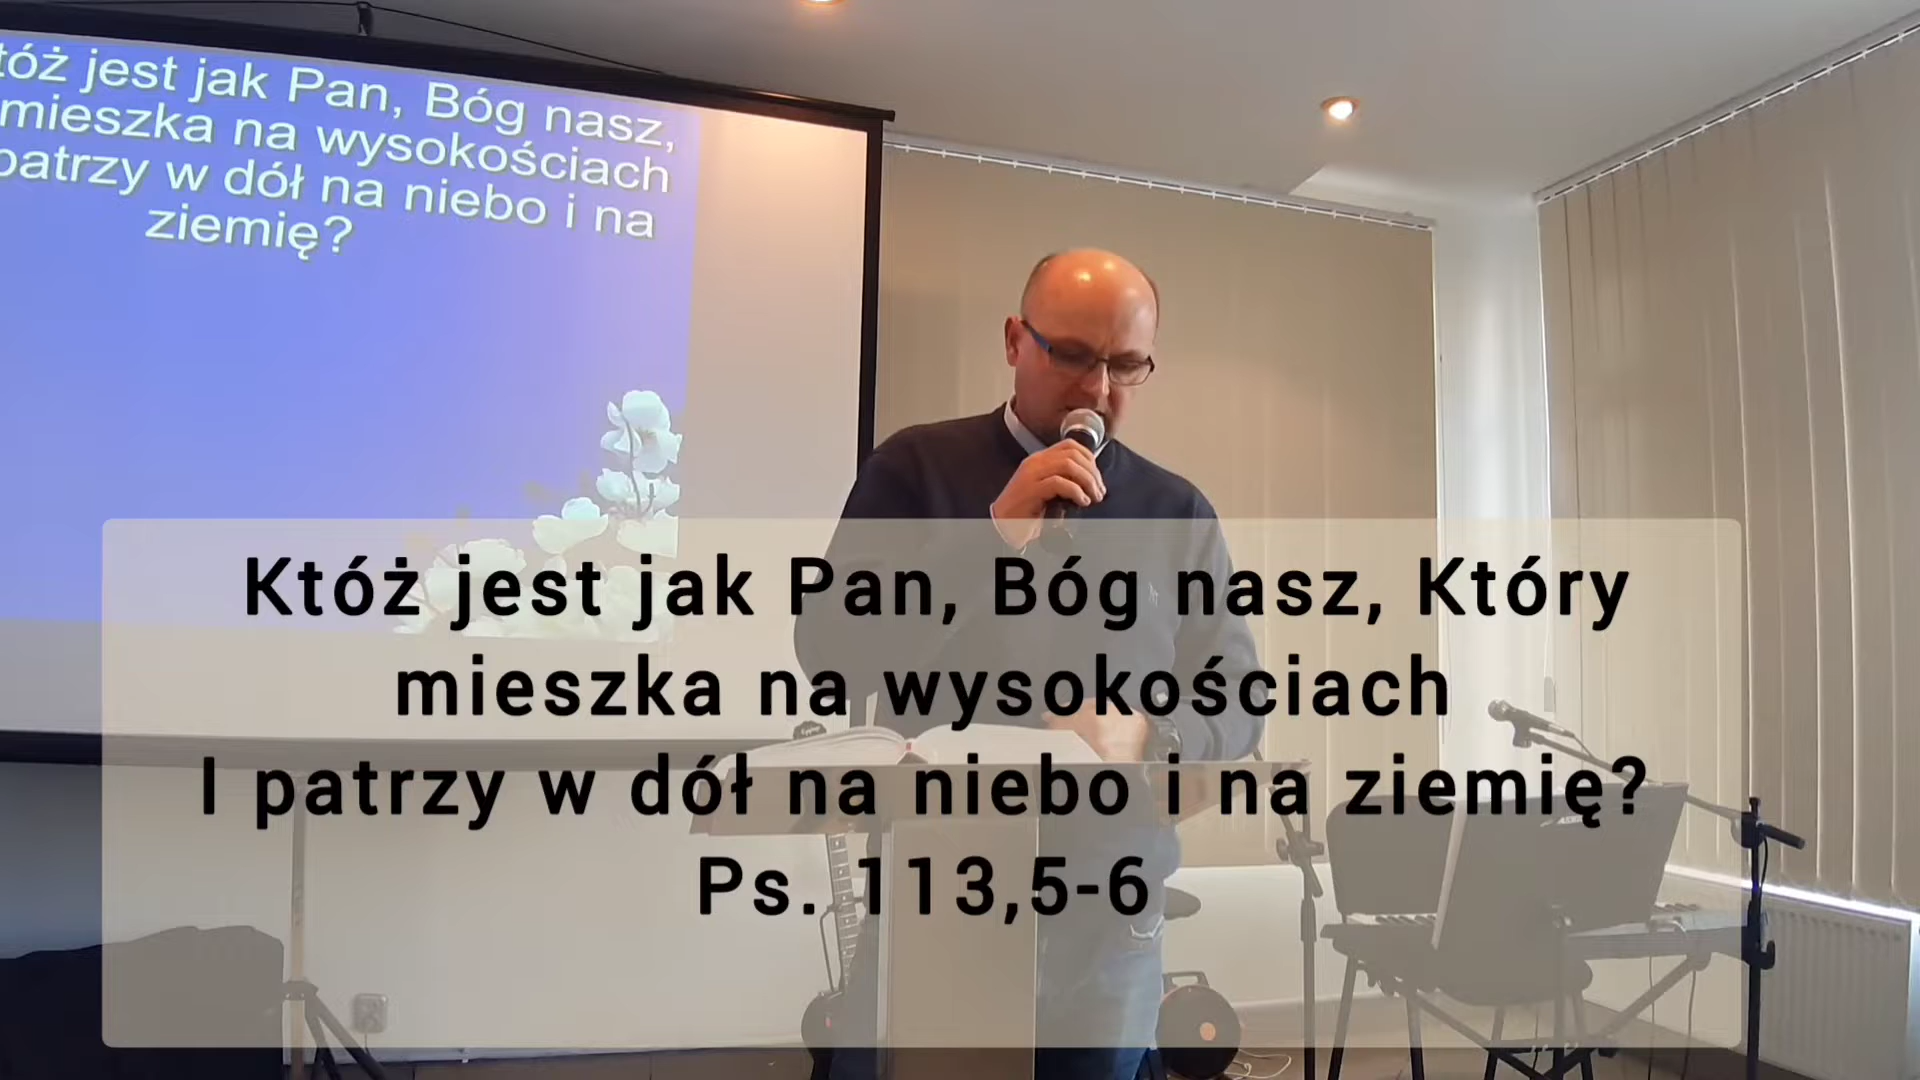 tóż jest jak Pan, Bóg nasz,
mieszka na wysokościach
patrzy w dół na niebo i na
ziemię?
Któż jest jak Pan, Bóg nasz, Który
mieszka na wysokościach
I patrzy w dół na niebo i na ziemię?
Ps. 113,5-6